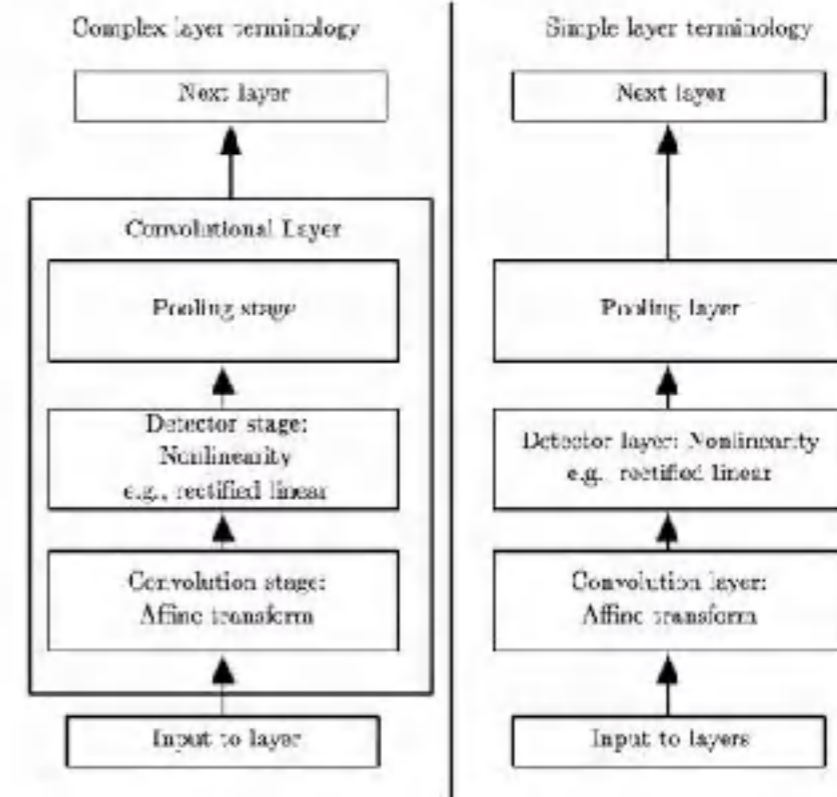 Complex layer terminology
Next layer
Convolutional Layer
Pooling stage
Detector stage:
Nonlinearity
e.g., rectified linear
Convolution stage:
Affine transform
Input to layer
Simple layer terminology
Next layer
Pooling layer
Detector layer: Nonlinearity
e.g., rectified linear
Convolution layer:
Affine transform
Input to layers